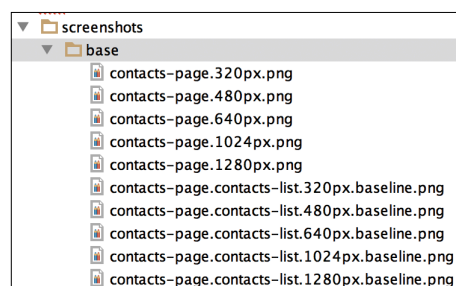 screenshots
base
contacts-page.320px.png
contacts-page.480px.png
contacts-page.640px.png
contacts-page.1024px.png
contacts-page.1280px.png
contacts-page.contacts-list.320px.baseline.png
contacts-page.contacts-list.480px.baseline.png
contacts-page.contacts-list.640px.baseline.png
contacts-page.contacts-list.1024px.baseline.png
contacts-page.contacts-list.1280px.baseline.png